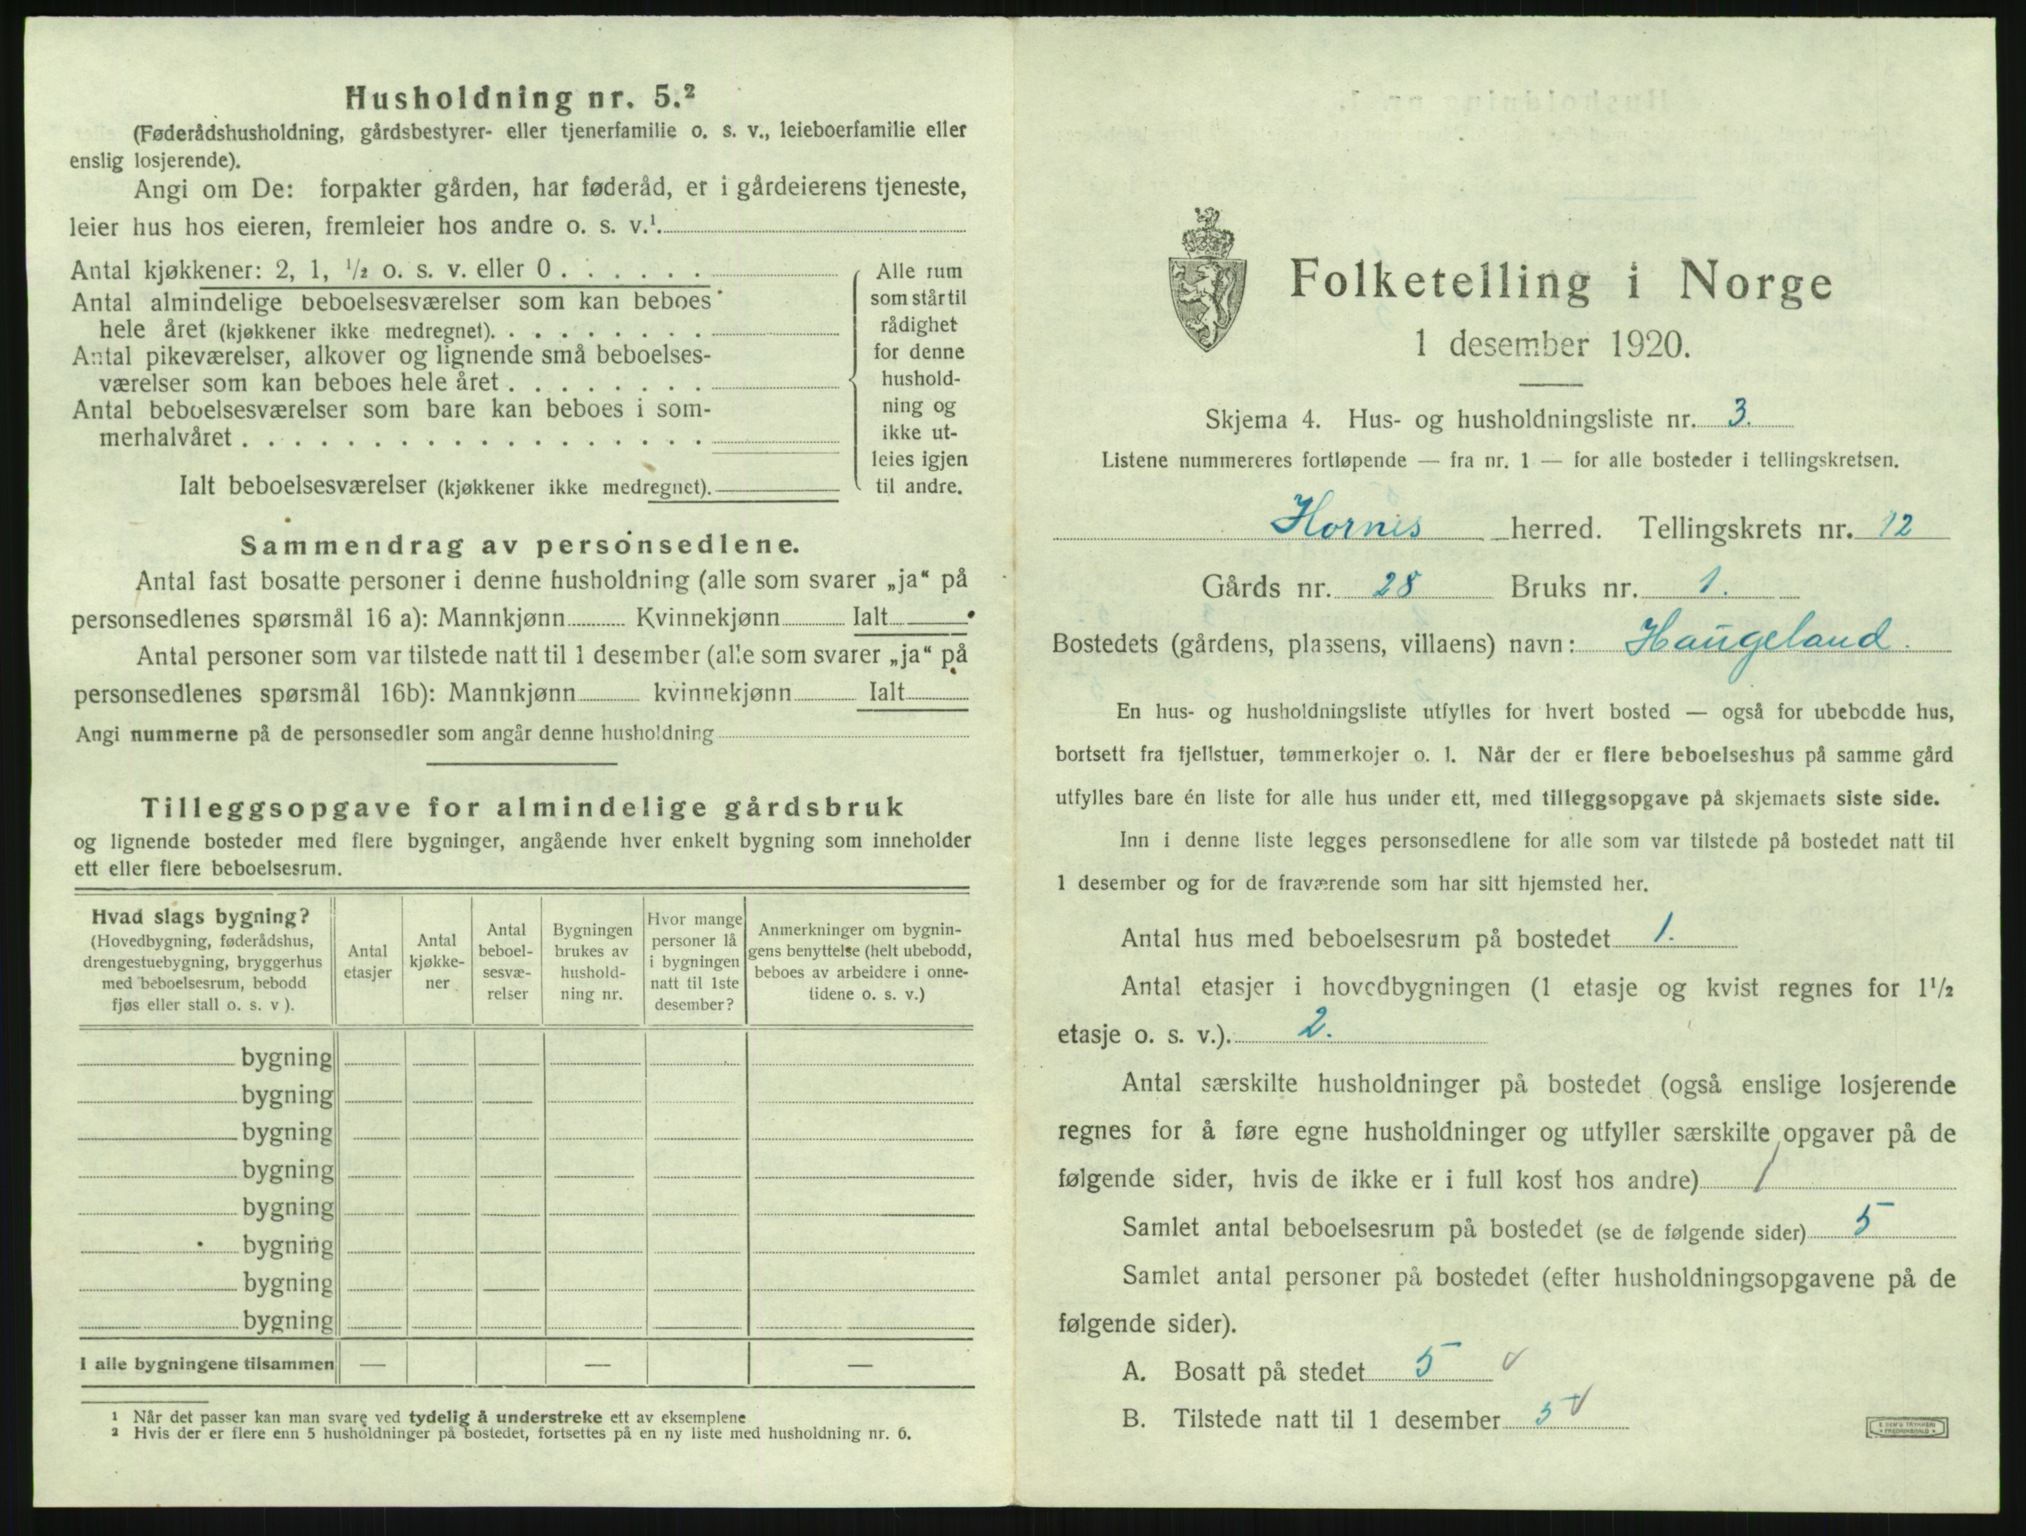 Husholdning nr. 5.²
(Føderådshusholdning, gårdsbestyrer- eller tjenerfamilie o. s. v., leieboerfamilie eller
enslig losjerende).
Angi om De: forpakter gården, har føderåd, er i gårdeierens tjeneste,
leier hus hos eieren, fremleier hos andre o. s. v.¹.
Antal kjøkkener: 2, 1, ½ o. s. v. eller 0 . . . . . .
Antal almindelige beboelsesværelser som kan beboes
hele året (kjøkkener ikke medregnet). . . . . . . . .
Antal pikeværelser, alkover og lignende små beboelses-
værelser som kan beboes hele året . . . . . . . .
Antal beboelsesværelser som bare kan beboes i som-
merhalvåret . . . . . . . . . . . . . . . . . .
Ialt beboelsesværelser (kjøkkener ikke medregnet).
Alle rum
som står til
rådighet
for denne
hushold-
ning og
ikke ut-
leies igjen
til andre.
Sammendrag av personsedlene.
Antal fast bosatte personer i denne husholdning (alle som svarer „ja“ på
personsedlenes spørsmål 16 a): Mannkjønn Kvinnekjønn Ialt
Antal personer som var tilstede natt til 1 desember (alle som svarer „ja“ på
personsedlenes spørsmål 16b): Mannkjønn kvinnekjønn Ialt
Angi nummerne på de personsedler som angår denne husholdning
Tilleggsopgave for almindelige gårdsbruk
og lignende bosteder med flere bygninger, angående hver enkelt bygning som inneholder
ett eller flere beboelsesrum.
Hvad slags bygning?
(Hovedbygning, føderådshus,
drengestuebygning, bryggerhus
med beboelsesrum, bebodd
fjøs eller stall o. s. v ).
Antal
etasjer
Antal
kjøkke-
ner
Antal
beboel-
sesvæ-
relser
Bygningen
brukes av
hushold-
ning nr.
Hvor mange
personer lå
i bygningen
natt til 1ste
desember?
Anmerkninger om bygnin-
gens benyttelse (helt ubebodd,
beboes av arbeidere i onne-
tidene o. s. v.)
bygning
bygning
bygning
bygning
bygning
bygning
bygning
bygning
I alle bygningene tilsammen — — —
¹ Når det passer kan man svare ved tydelig å understreke ett av eksemplene
² Hvis der er flere enn 5 husholdninger på bostedet, fortsettes på en ny liste med husholdning nr. 6.
Folketelling i Norge
1 desember 1920.
Skjema 4. Hus- og husholdningsliste nr. 3.
Listene nummereres fortløpende — fra nr. 1 — for alle bosteder i tellingskretsen.
Hornes herred. Tellingskrets nr. 12
Gårds nr. 28 Bruks nr. 1.
Bostedets (gårdens, plassens, villaens) navn: Haugeland.
En hus- og husholdningsliste utfylles for hvert bosted — også for ubebodde hus,
bortsett fra fjellstuer, tømmerkojer o. l. Når der er flere beboelseshus på samme gård
utfylles bare én liste for alle hus under ett, med tilleggsopgave på skjemaets siste side.
Inn i denne liste legges personsedlene for alle som var tilstede på bostedet natt til
1 desember og for de fraværende som har sitt hjemsted her.
Antal hus med beboelsesrum på bostedet 1.
Antal etasjer i hovedbygningen (1 etasje og kvist regnes for 1½
etasje o. s. v.). 2.
Antal særskilte husholdninger på bostedet (også enslige losjerende
regnes for å føre egne husholdninger og utfyller særskilte opgaver på de
følgende sider, hvis de ikke er i full kost hos andre) 1
Samlet antal beboelsesrum på bostedet (se de følgende sider) 5
Samlet antal personer på bostedet (efter husholdningsopgavene på de
følgende sider).
A. Bosatt på stedet 5
B. Tilstede natt til 1 desember 5